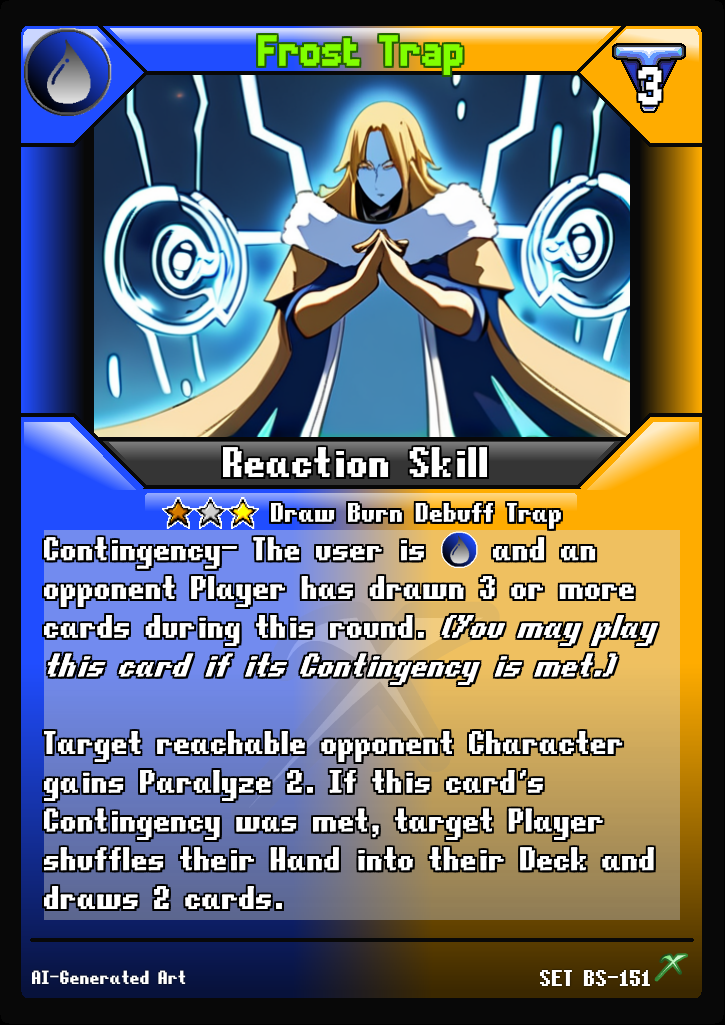 Frost Trap
3
Reaction Skill
Draw Burn Debuff Trap
Contingency- The user is and an
opponent Player has drawn 3 or more
cards during this round. (You may play
this card if its Contingency is met.)
Target reachable opponent Character
gains Paralyze 2. If this card's
Contingency was met, target Player
shuffles their Hand into their Deck and
draws 2 cards.
AI-Generated Art
SET BS-151